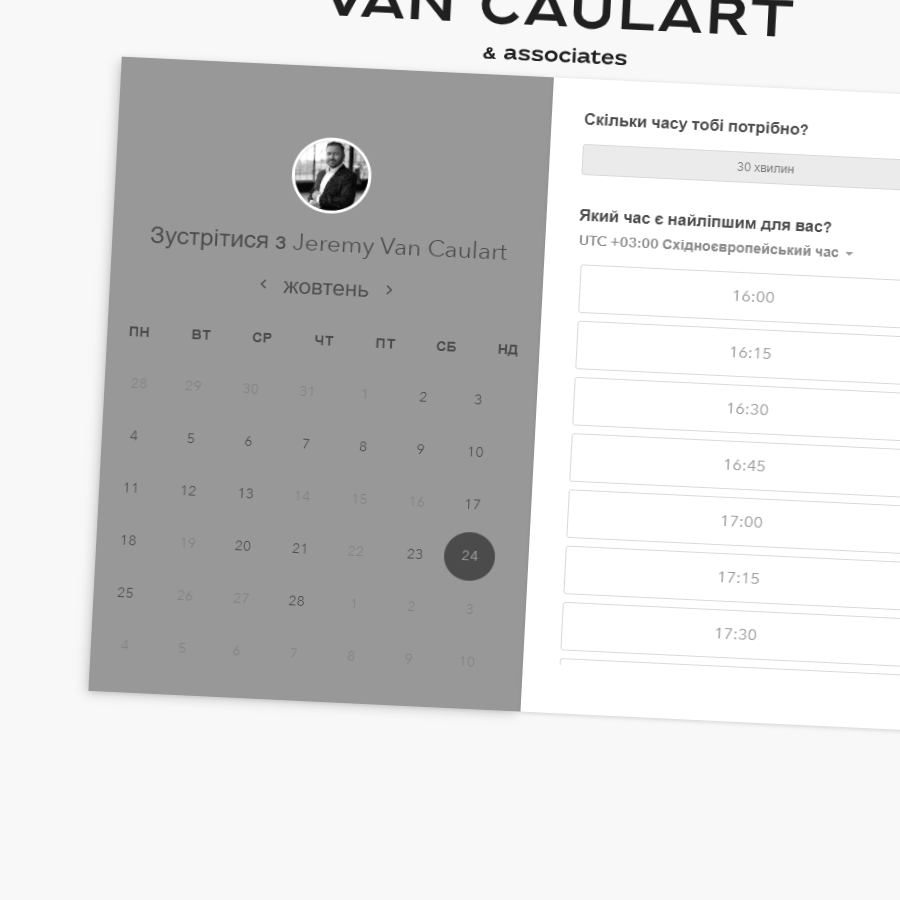 VAN CAULART
& associates
Зустрітися з Jeremy Van Caulart
< жовтень >
ПН ВТ СР ЧТ ПТ СБ НД
28 29 30 31 1 2 3
4 5 6 7 8 9 10
11 12 13 14 15 16 17
18 19 20 21 22 23 24
25 26 27 28 1 2 3
4 5 6 7 8 9 10
Скільки часу тобі потрібно?
30 хвилин
Який час є найліпшим для вас?
UTC +03:00 Східноєвропейський час
16:00
16:15
16:30
16:45
17:00
17:15
17:30